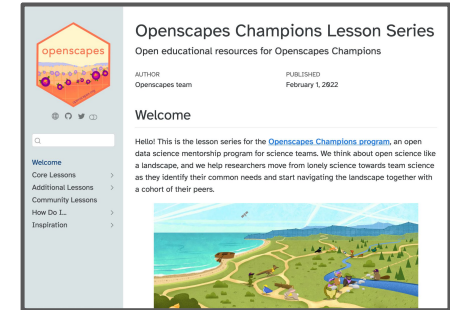 openscapes
Welcome
Core Lessons
Additional Lessons
Community Lessons
How Do I...
Inspiration
Openscapes Champions Lesson Series
Open educational resources for Openscapes Champions
AUTHOR
Openscapes team
PUBLISHED
February 1, 2022
Welcome
Hello! This is the lesson series for the Openscapes Champions program, an open
data science mentorship program for science teams. We think about open science like
a landscape, and we help researchers move from lonely science towards team science
as they identify their common needs and start navigating the landscape together with
a cohort of their peers.